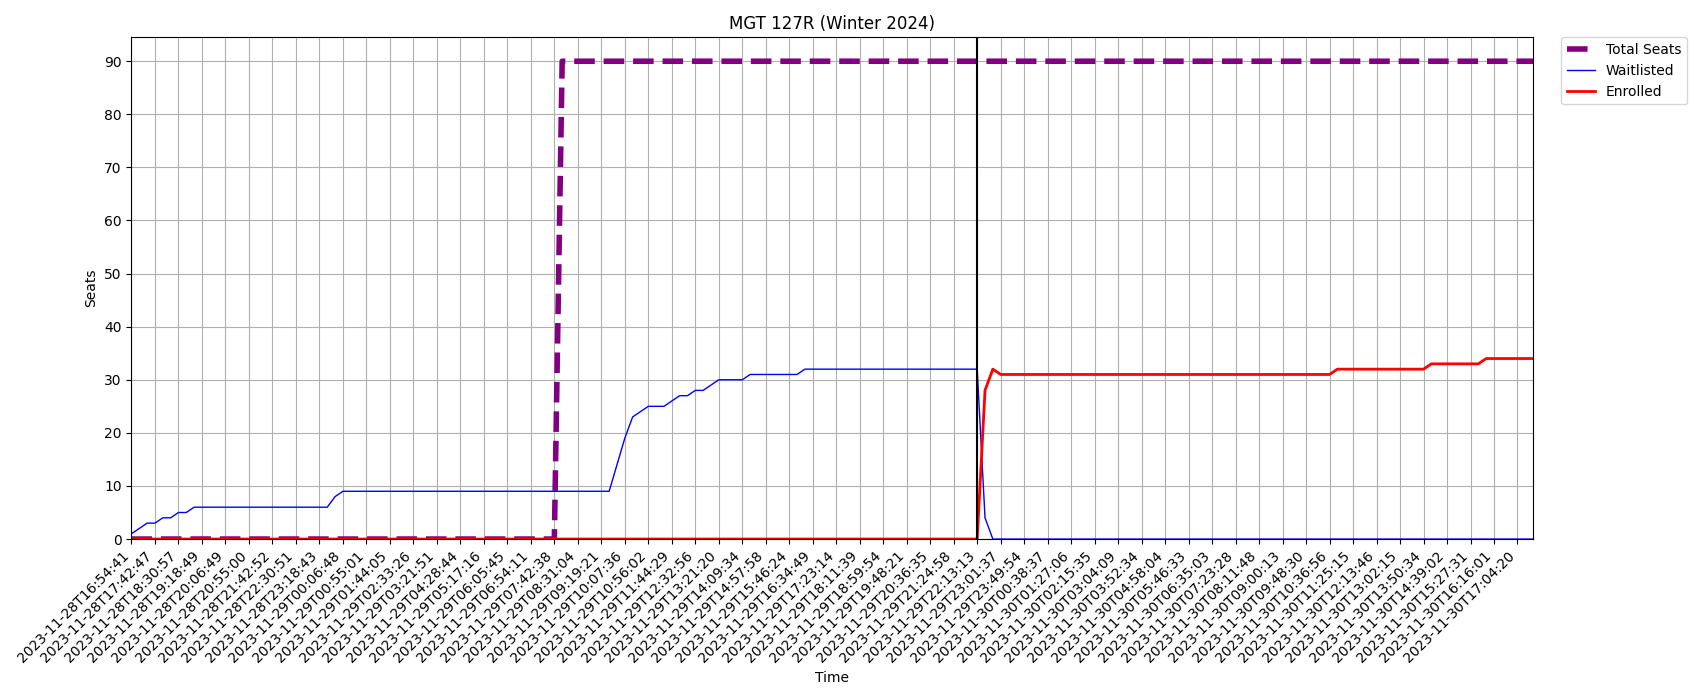 MGT 127R (Winter 2024)
Total Seats
Waitlisted
Enrolled
Seats
90
80
70
60
50
40
30
20
10
0
2023-11-28T16:54:41
2023-11-28T17:42:47
2023-11-28T18:30:57
2023-11-28T19:18:49
2023-11-28T20:06:49
2023-11-28T20:55:00
2023-11-28T21:42:52
2023-11-28T22:30:51
2023-11-28T23:18:43
2023-11-29T00:06:48
2023-11-29T00:55:01
2023-11-29T01:44:05
2023-11-29T02:33:26
2023-11-29T03:21:51
2023-11-29T04:28:44
2023-11-29T05:17:16
2023-11-29T06:05:45
2023-11-29T06:54:11
2023-11-29T07:42:38
2023-11-29T08:31:04
2023-11-29T09:19:21
2023-11-29T10:07:36
2023-11-29T10:56:02
2023-11-29T11:44:29
2023-11-29T12:32:56
2023-11-29T13:21:20
2023-11-29T14:09:34
2023-11-29T14:57:58
2023-11-29T15:46:24
2023-11-29T16:34:49
2023-11-29T17:23:14
2023-11-29T18:11:39
2023-11-29T18:59:54
2023-11-29T19:48:21
2023-11-29T20:36:35
2023-11-29T21:24:58
2023-11-29T22:13:13
2023-11-29T23:01:37
2023-11-29T23:49:54
2023-11-30T00:38:37
2023-11-30T01:27:06
2023-11-30T02:15:35
2023-11-30T03:04:09
2023-11-30T03:52:34
2023-11-30T04:58:04
2023-11-30T05:46:33
2023-11-30T06:35:03
2023-11-30T07:23:28
2023-11-30T08:11:48
2023-11-30T09:00:13
2023-11-30T09:48:30
2023-11-30T10:36:56
2023-11-30T11:25:15
2023-11-30T12:13:46
2023-11-30T13:02:15
2023-11-30T13:50:34
2023-11-30T14:39:02
2023-11-30T15:27:31
2023-11-30T16:16:01
2023-11-30T17:04:20
Time